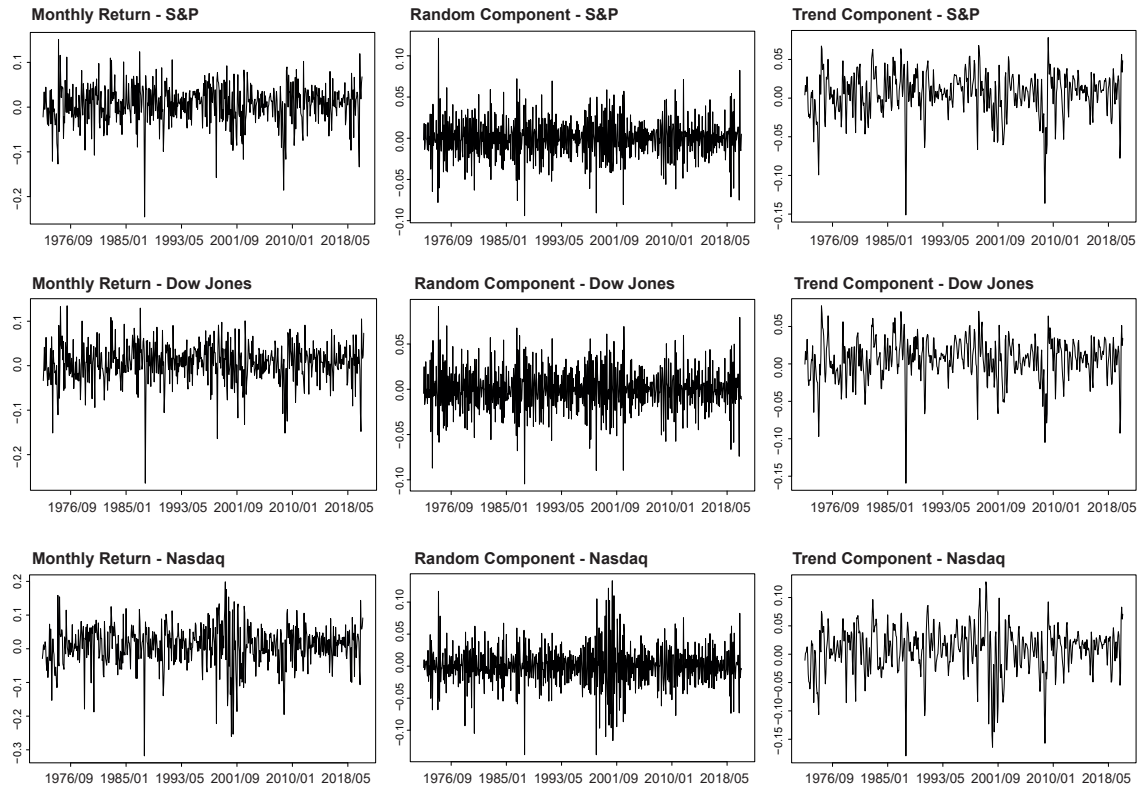 Monthly Return - S&P
0.1
0.0
−0.1
−0.2
1976/09 1985/01 1993/05 2001/09 2010/01 2018/05
Random Component - S&P
0.10
0.05
0.00
−0.05
−0.10
1976/09 1985/01 1993/05 2001/09 2010/01 2018/05
Trend Component - S&P
0.05
0.00
−0.05
−0.10
−0.15
1976/09 1985/01 1993/05 2001/09 2010/01 2018/05
Monthly Return - Dow Jones
0.1
0.0
−0.1
−0.2
1976/09 1985/01 1993/05 2001/09 2010/01 2018/05
Random Component - Dow Jones
0.05
0.00
−0.05
−0.10
1976/09 1985/01 1993/05 2001/09 2010/01 2018/05
Trend Component - Dow Jones
0.05
0.00
−0.05
−0.10
−0.15
1976/09 1985/01 1993/05 2001/09 2010/01 2018/05
Monthly Return - Nasdaq
0.2
0.1
0.0
−0.1
−0.2
−0.3
1976/09 1985/01 1993/05 2001/09 2010/01 2018/05
Random Component - Nasdaq
0.10
0.05
0.00
−0.05
−0.10
1976/09 1985/01 1993/05 2001/09 2010/01 2018/05
Trend Component - Nasdaq
0.10
0.05
0.00
−0.05
−0.10
−0.15
1976/09 1985/01 1993/05 2001/09 2010/01 2018/05